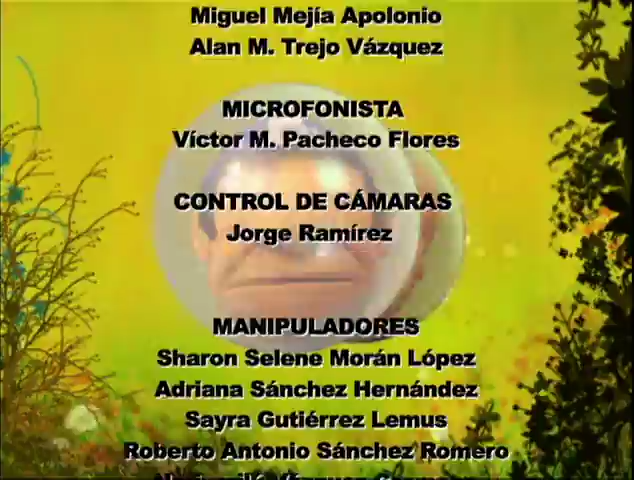 Miguel Mejía Apolonio
Alan M. Trejo Vázquez
MICROFONISTA
Víctor M. Pacheco Flores
CONTROL DE CÁMARAS
Jorge Ramírez
MANIPULADORES
Sharon Selene Morán López
Adriana Sánchez Hernández
Sayra Gutiérrez Lemus
Roberto Antonio Sánchez Romero